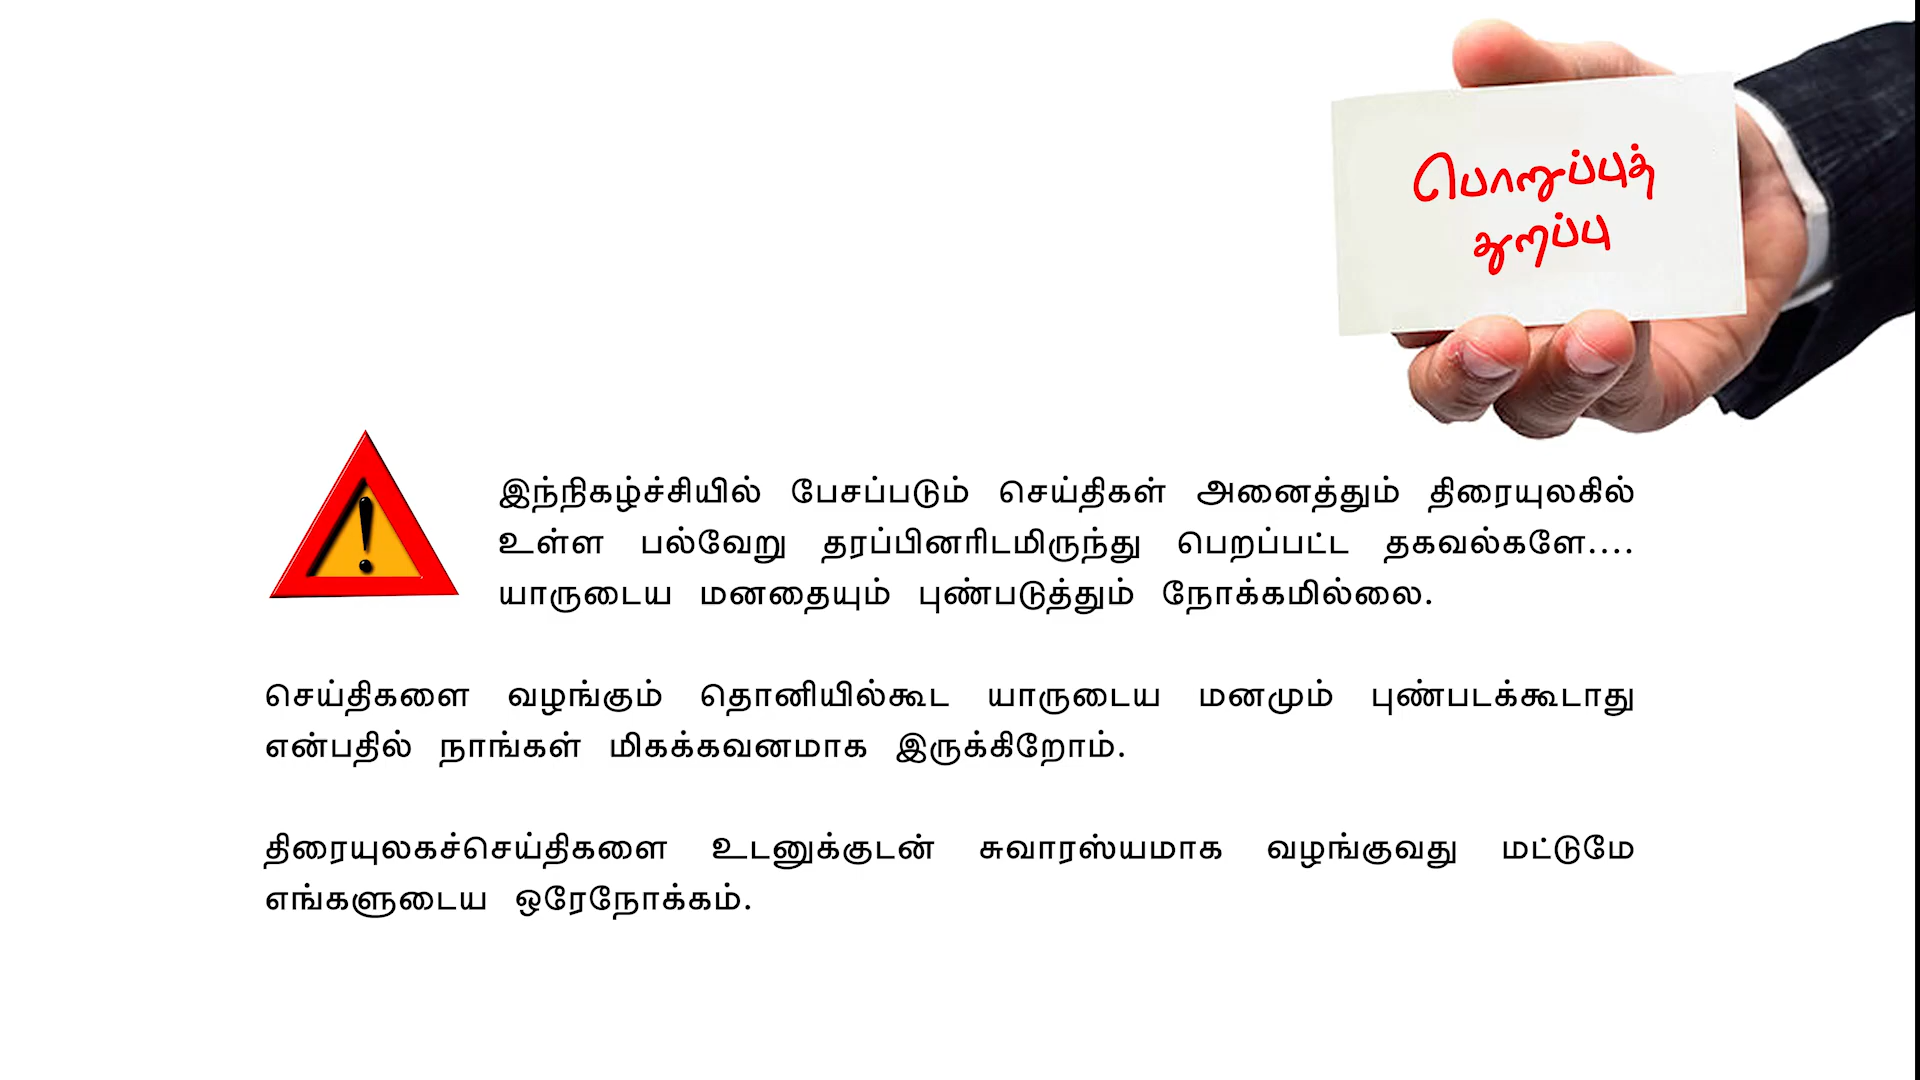 பொறுப்புத்
துறப்பு
இந்நிகழ்ச்சியில் பேசப்படும் செய்திகள் அனைத்தும் திரையுலகில்
உள்ள பல்வேறு தரப்பினரிடமிருந்து பெறப்பட்ட தகவல்களே....
யாருடைய மனதையும் புண்படுத்தும் நோக்கமில்லை.
செய்திகளை வழங்கும் தொனியில்கூட யாருடைய மனமும் புண்படக்கூடாது
என்பதில் நாங்கள் மிகக்கவனமாக இருக்கிறோம்.
திரையுலகச்செய்திகளை உடனுக்குடன் சுவாரஸ்யமாக வழங்குவது மட்டுமே
எங்களுடைய ஒரேநோக்கம்.